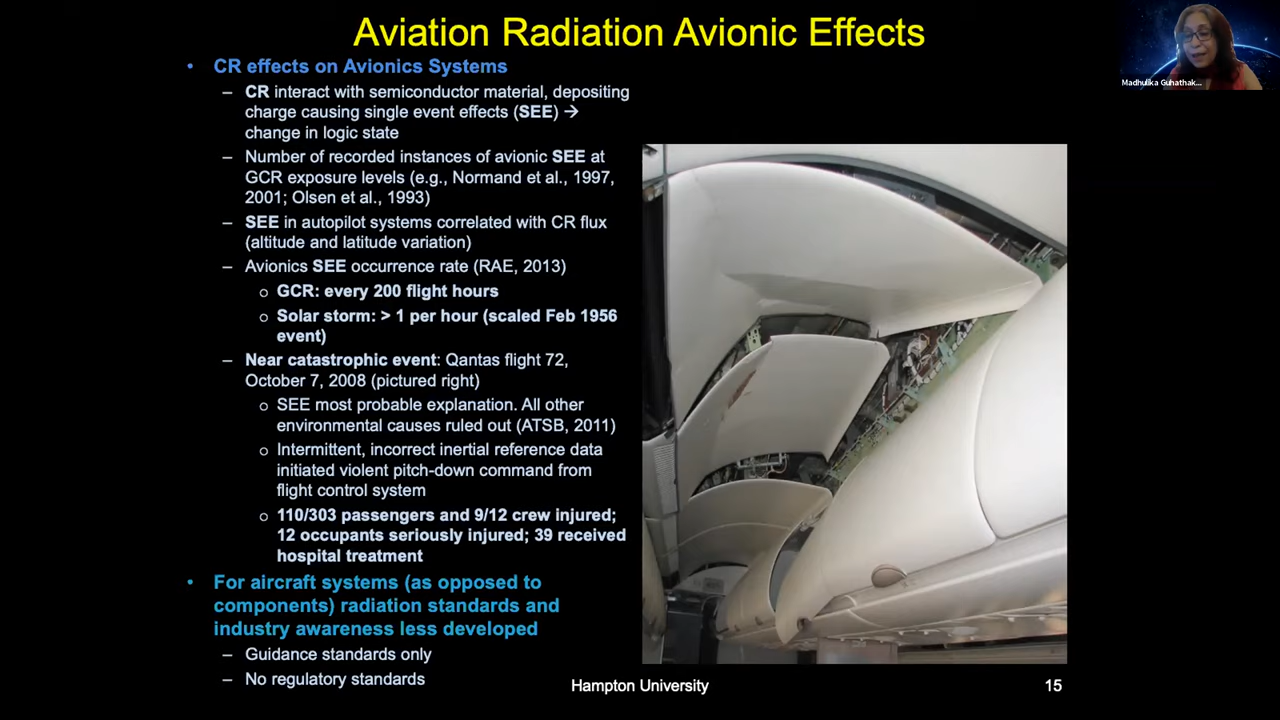 Aviation Radiation Avionic Effects
Madhulika Guhathak...
• CR effects on Avionics Systems
– CR interact with semiconductor material, depositing
charge causing single event effects (SEE) →
change in logic state
– Number of recorded instances of avionic SEE at
GCR exposure levels (e.g., Normand et al., 1997,
2001; Olsen et al., 1993)
– SEE in autopilot systems correlated with CR flux
(altitude and latitude variation)
– Avionics SEE occurrence rate (RAE, 2013)
o GCR: every 200 flight hours
o Solar storm: > 1 per hour (scaled Feb 1956
event)
– Near catastrophic event: Qantas flight 72,
October 7, 2008 (pictured right)
o SEE most probable explanation. All other
environmental causes ruled out (ATSB, 2011)
o Intermittent, incorrect inertial reference data
initiated violent pitch-down command from
flight control system
o 110/303 passengers and 9/12 crew injured;
12 occupants seriously injured; 39 received
hospital treatment
• For aircraft systems (as opposed to
components) radiation standards and
industry awareness less developed
– Guidance standards only
– No regulatory standards
Hampton University
15